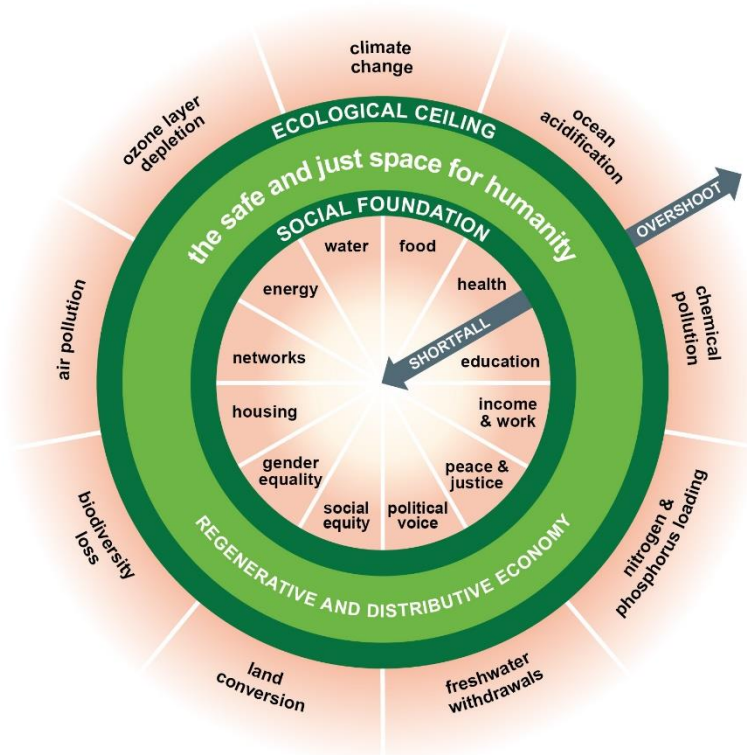 climate
change
ocean
acidification
chemical
pollution
nitrogen &
phosphorus loading
freshwater
withdrawals
land
conversion
biodiversity
loss
air pollution
ozone layer
depletion
ECOLOGICAL CEILING
the safe and just space for humanity
SOCIAL FOUNDATION
OVERSHOOT
SHORTFALL
water
food
health
education
income
& work
peace &
justice
political
voice
social
equity
gender
equality
housing
networks
energy
REGENERATIVE AND DISTRIBUTIVE ECONOMY